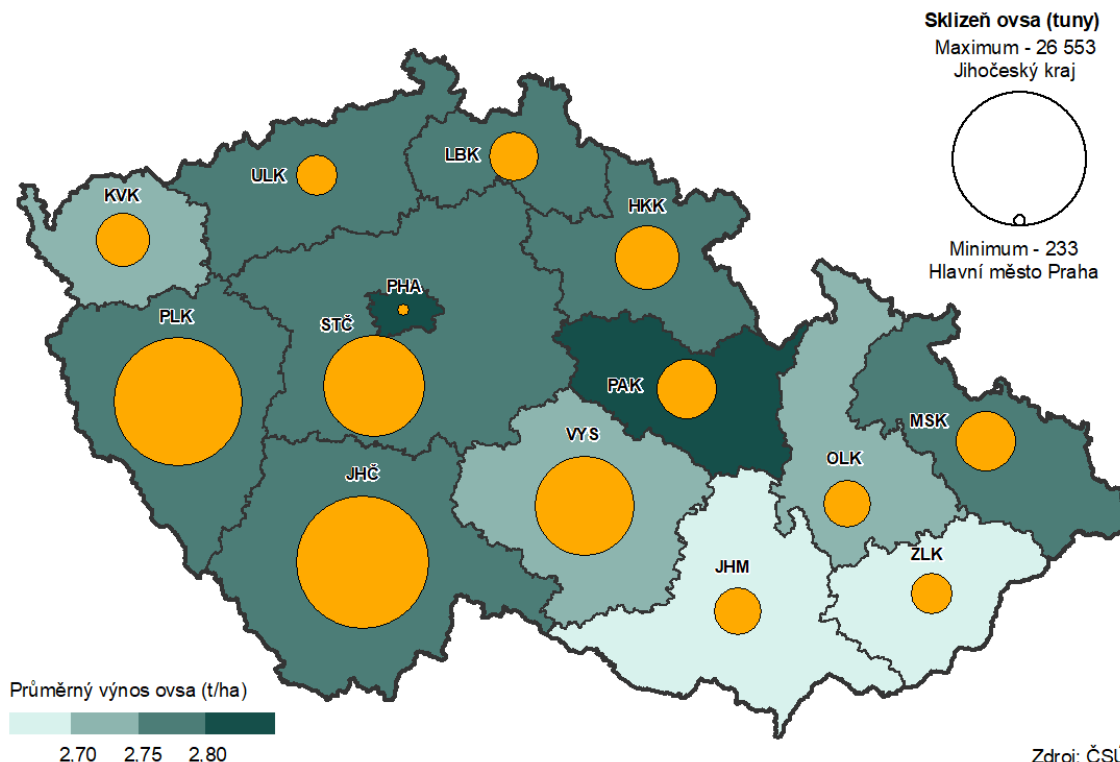 Sklizeň ovsa (tuny)
Maximum - 26 553
Jihočeský kraj
Minimum - 233
Hlavní město Praha
LBK
ULK
KVK
HKK
PHA
PLK
STČ
PAK
MSK
VYS
OLK
JHČ
ZLK
JHM
Průměrný výnos ovsa (t/ha)
2.70 2.75 2.80
Zdroj: ČSÚ